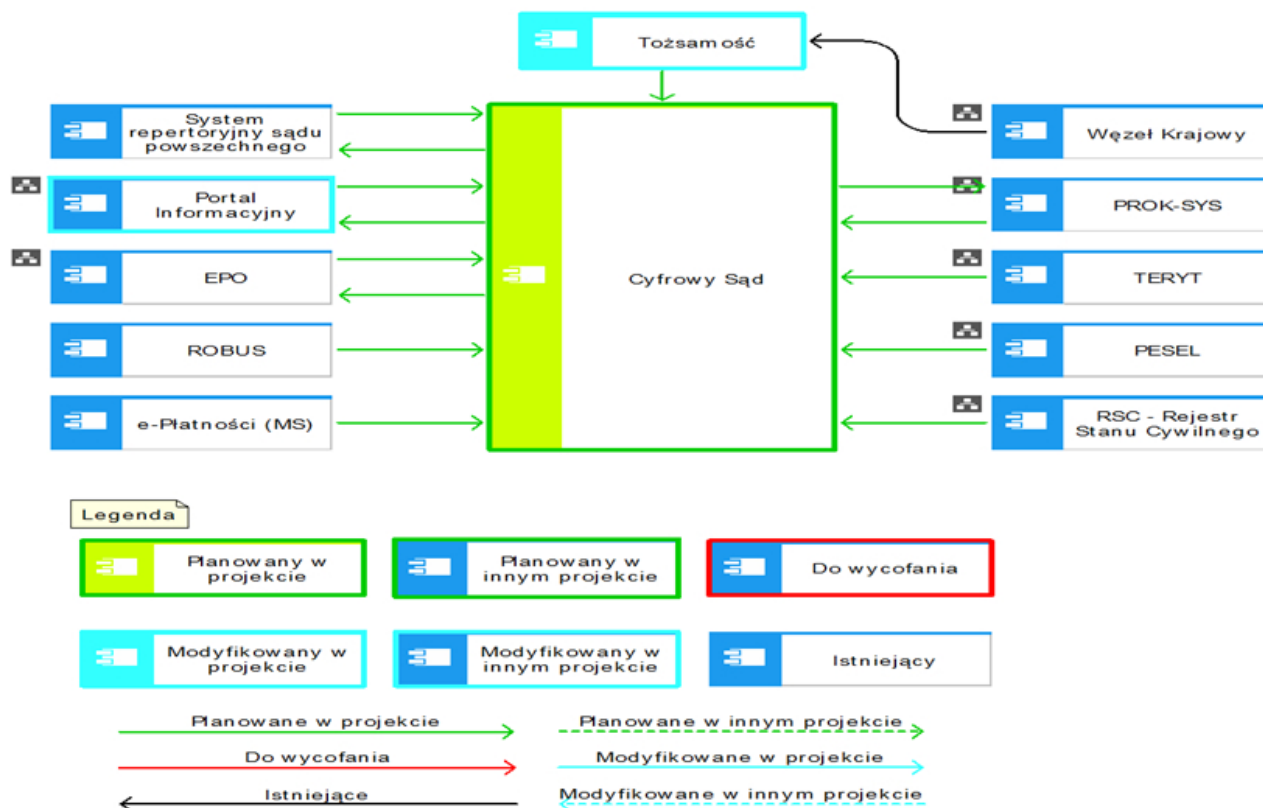 Tożsamość
System
repertoryjny sądu
powszechnego
Węzeł Krajowy
Portal
Informacyjny
PROK-SYS
EPO
Cyfrowy Sąd
TERYT
ROBUS
PESEL
e-Płatności (MS)
RSC - Rejestr
Stanu Cywilnego
Legenda
Planowany w
projekcie
Planowany w
innym projekcie
Do wycofania
Modyfikowany w
projekcie
Modyfikowany w
innym projekcie
Istniejący
Planowane w projekcie
Planowane w innym projekcie
Do wycofania
Modyfikowane w projekcie
Istniejące
Modyfikowane w innym projekcie